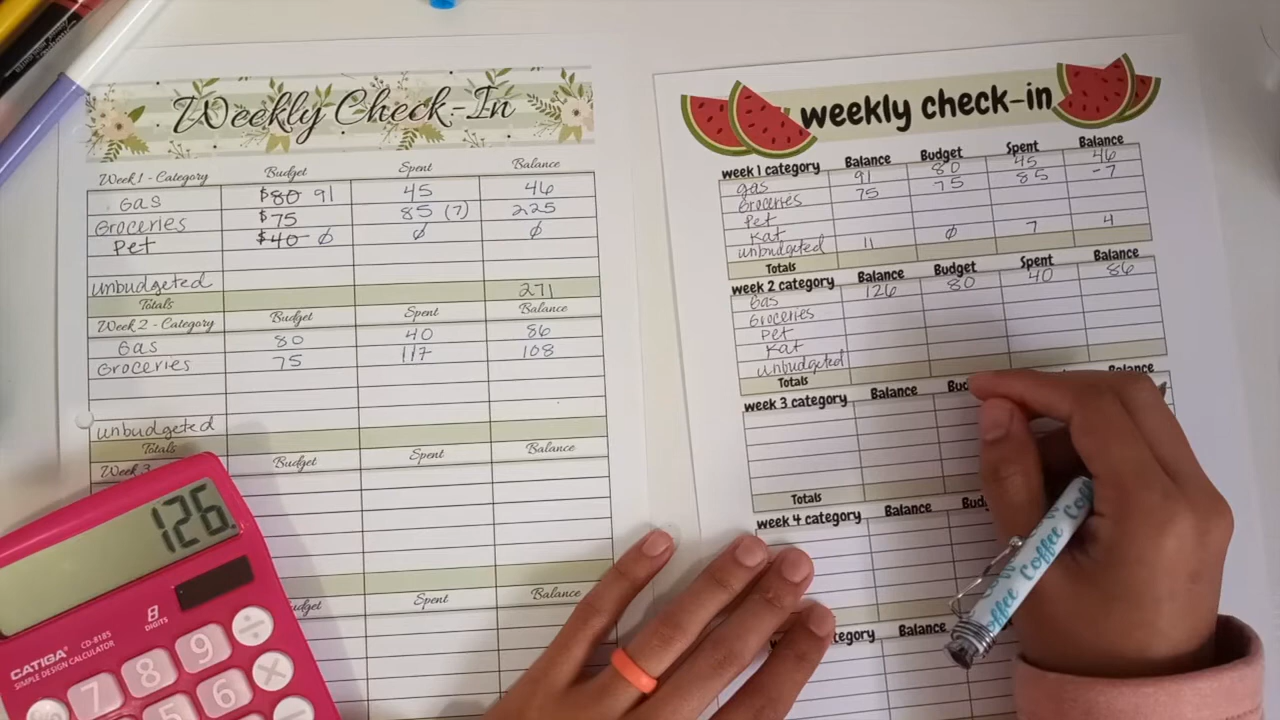 Weekly Check-In
Week 1 - Category Budget Spent Balance
Gas $80 91 45 46
Groceries $75 85 (7) 225
Pet $40 ∅ ∅ ∅
unbudgeted
Totals 271
Week 2 - Category Budget Spent Balance
Gas 80 40 86
Groceries 75 117 108
unbudgeted
Totals
Week 3 Budget Spent Balance
Budget Spent Balance
weekly check-in
week 1 category Balance Budget Spent Balance
gas 91 80 45 46
Groceries 75 75 85 -7
Pet
Kat
unbudgeted 11 ∅ 7 4
Totals
week 2 category Balance Budget Spent Balance
Gas 126 80 40 86
Groceries
Pet
Kat
unbudgeted
Totals
week 3 category Balance Balance
Totals
week 4 category Balance
Balance
126.
8
DIGITS
CATIGA CD-8185
SIMPLE DESIGN CALCULATOR
7 8 9 ÷
6 ×
Coffee
Coffee